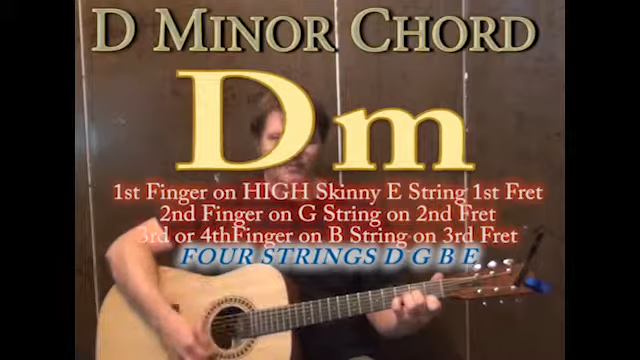 D MINOR CHORD
Dm
1st Finger on HIGH Skinny E String 1st Fret
2nd Finger on G String on 2nd Fret
3rd or 4thFinger on B String on 3rd Fret
FOUR STRINGS D G B E